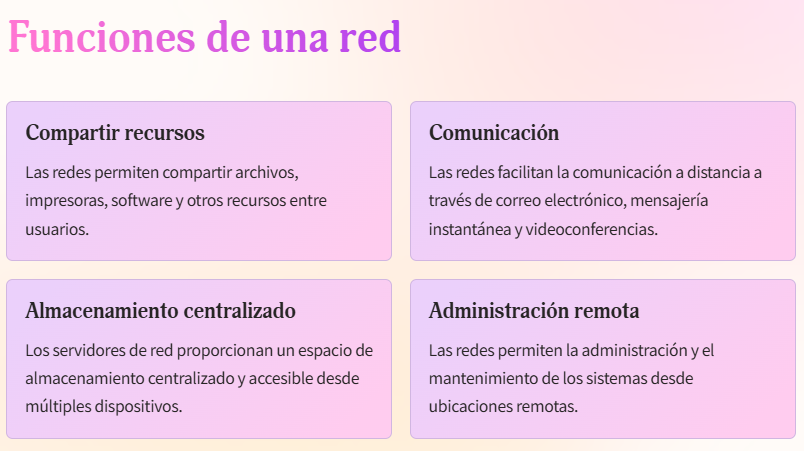 Funciones de una red
Compartir recursos
Las redes permiten compartir archivos,
impresoras, software y otros recursos entre
usuarios.
Comunicación
Las redes facilitan la comunicación a distancia a
través de correo electrónico, mensajería
instantánea y videoconferencias.
Almacenamiento centralizado
Los servidores de red proporcionan un espacio de
almacenamiento centralizado y accesible desde
múltiples dispositivos.
Administración remota
Las redes permiten la administración y el
mantenimiento de los sistemas desde
ubicaciones remotas.